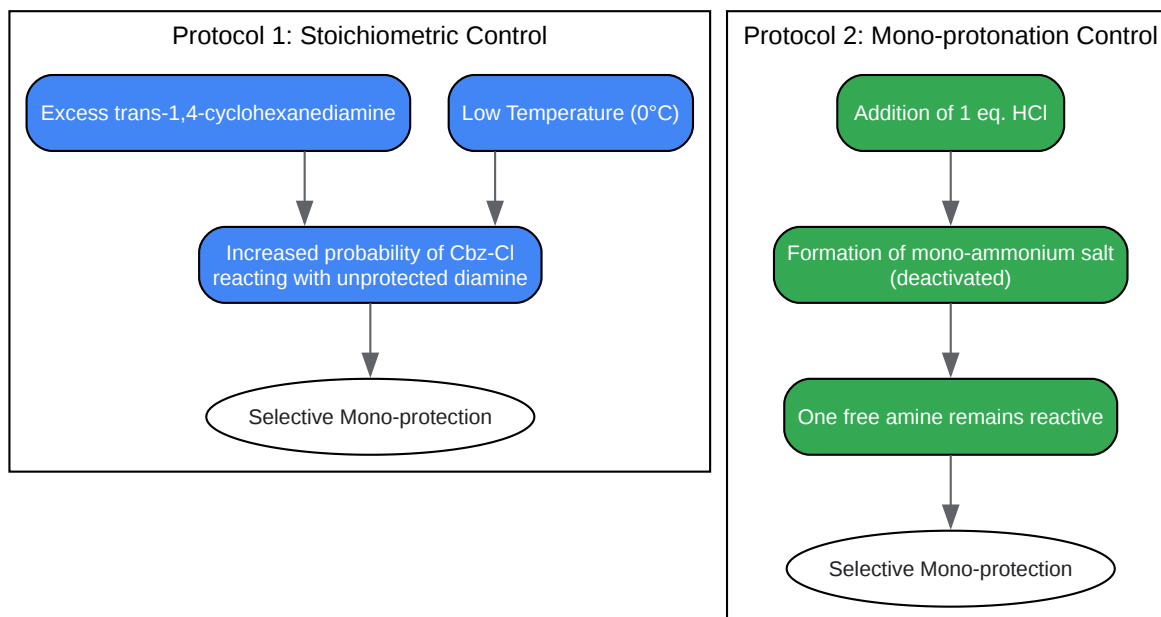 Protocol 1: Stoichiometric Control
Excess trans-1,4-cyclohexanediamine
Low Temperature (0°C)
Increased probability of Cbz-Cl
reacting with unprotected diamine
Selective Mono-protection
Protocol 2: Mono-protonation Control
Addition of 1 eq. HCl
Formation of mono-ammonium salt
(deactivated)
One free amine remains reactive
Selective Mono-protection